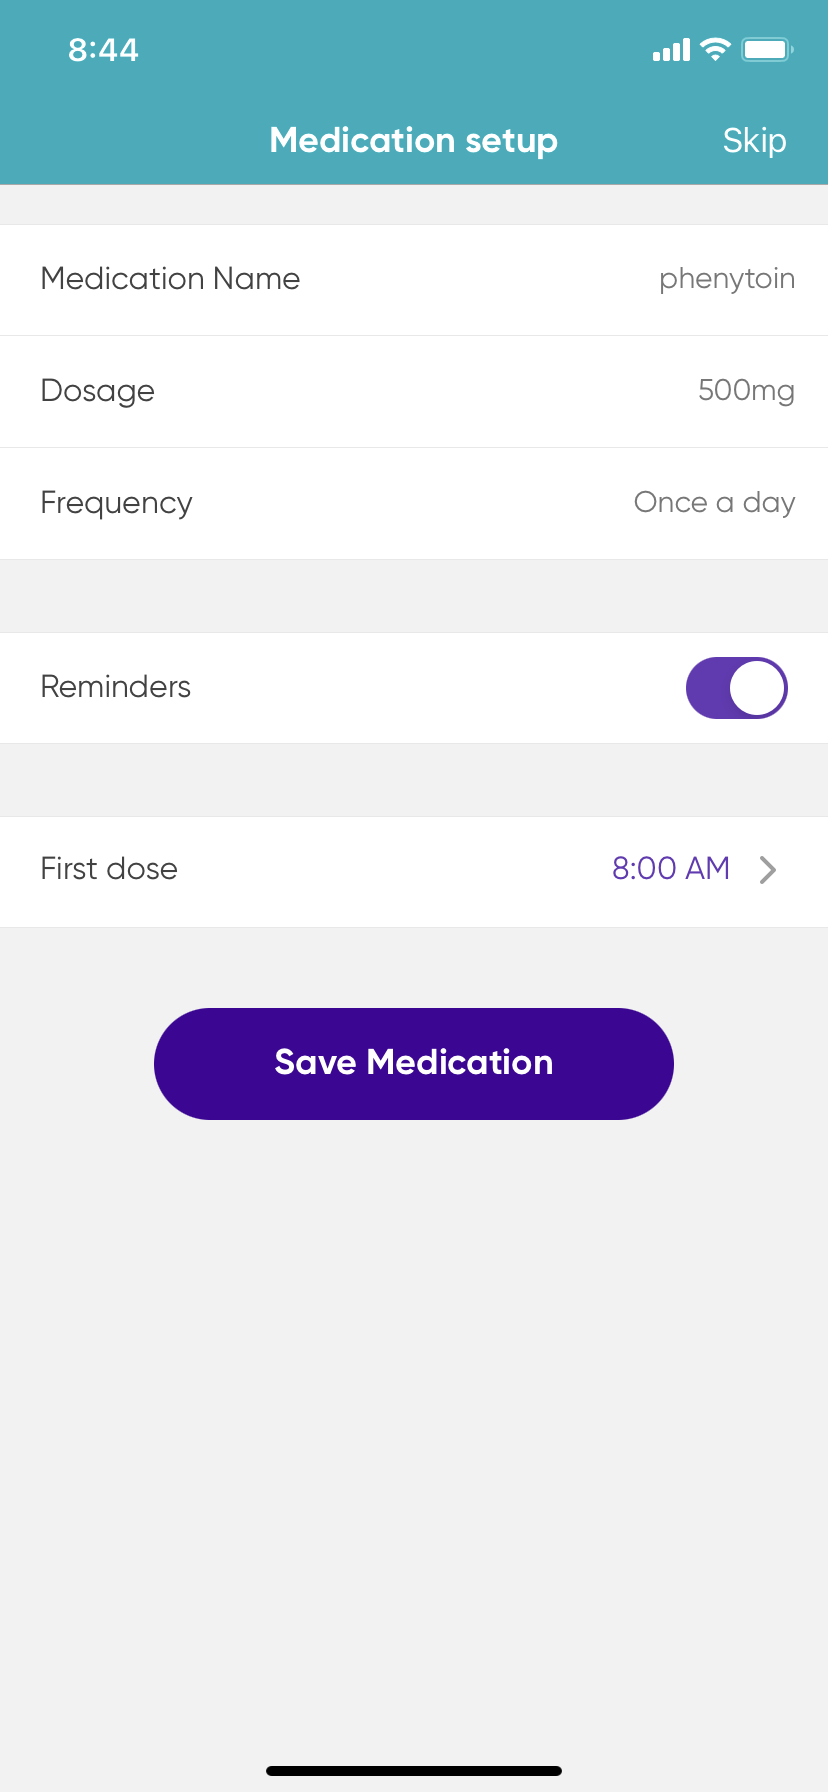 8:44
Medication setup Skip
Medication Name phenytoin
Dosage 500mg
Frequency Once a day
Reminders
First dose 8:00 AM
Save Medication